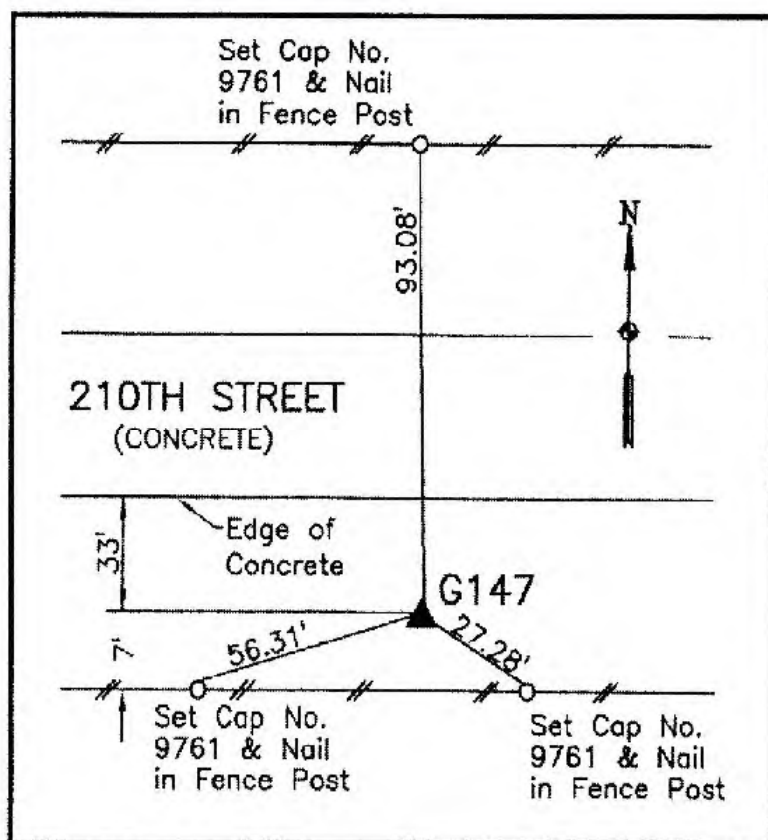 Set Cap No.
9761 & Nail
in Fence Post
93.08'
N
210TH STREET
(CONCRETE)
Edge of
Concrete
33'
G147
7'
56.31'
27.28'
Set Cap No.
9761 & Nail
in Fence Post
Set Cap No.
9761 & Nail
in Fence Post